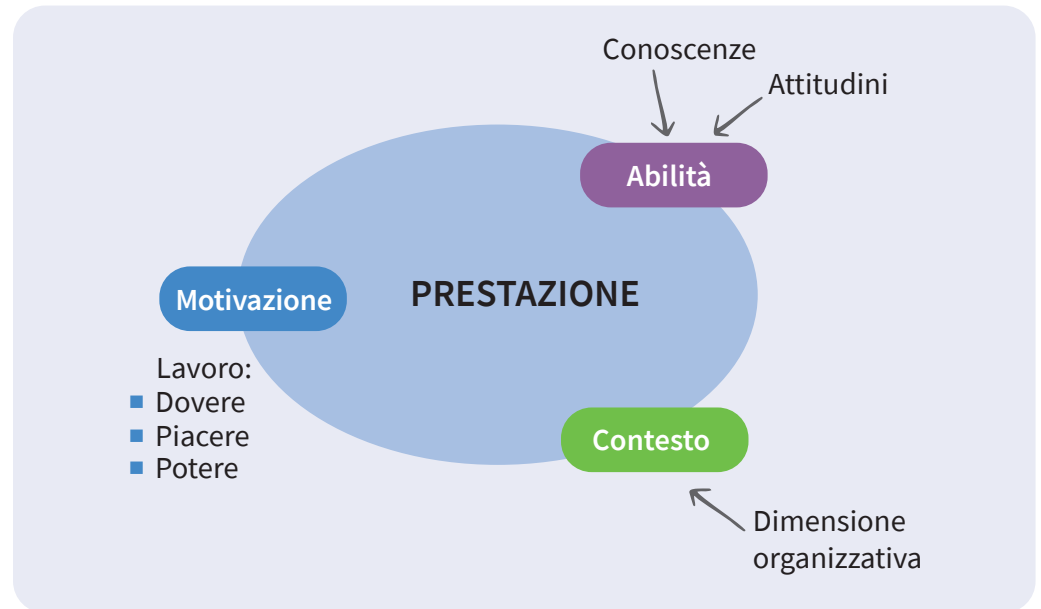 Conoscenze
Attitudini
Abilità
Motivazione
PRESTAZIONE
Lavoro:
Dovere
Piacere
Potere
Contesto
Dimensione
organizzativa